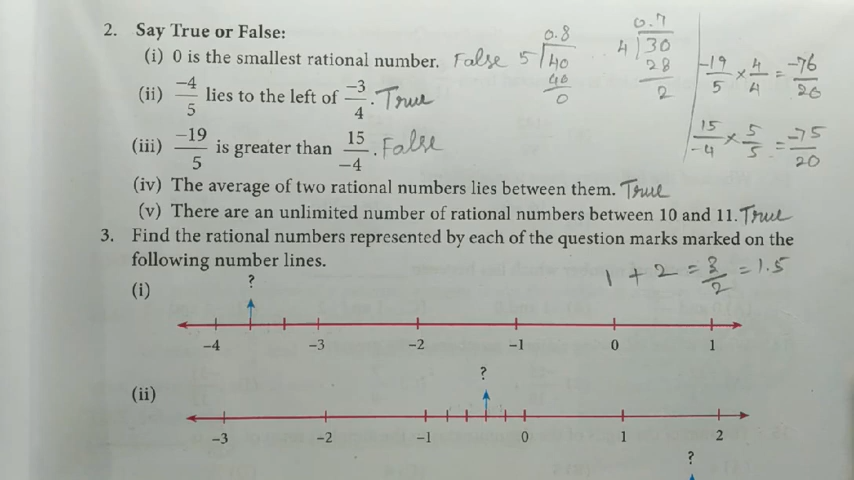 2. Say True or False:
(i) 0 is the smallest rational number. False
(ii) -4/5 lies to the left of -3/4. True
(iii) -19/5 is greater than 15/-4. False
(iv) The average of two rational numbers lies between them. True
(v) There are an unlimited number of rational numbers between 10 and 11. True
0.8
5 40
40
0
0.7
4 30
28
2
-19/5 × 4/4 = -76/20
15/-4 × 5/5 = -75/20
3. Find the rational numbers represented by each of the question marks marked on the
following number lines.
1 + 2 = 3/2 = 1.5
(i) ?
-4 -3 -2 -1 0 1
(ii) ?
-3 -2 -1 0 1 2
?